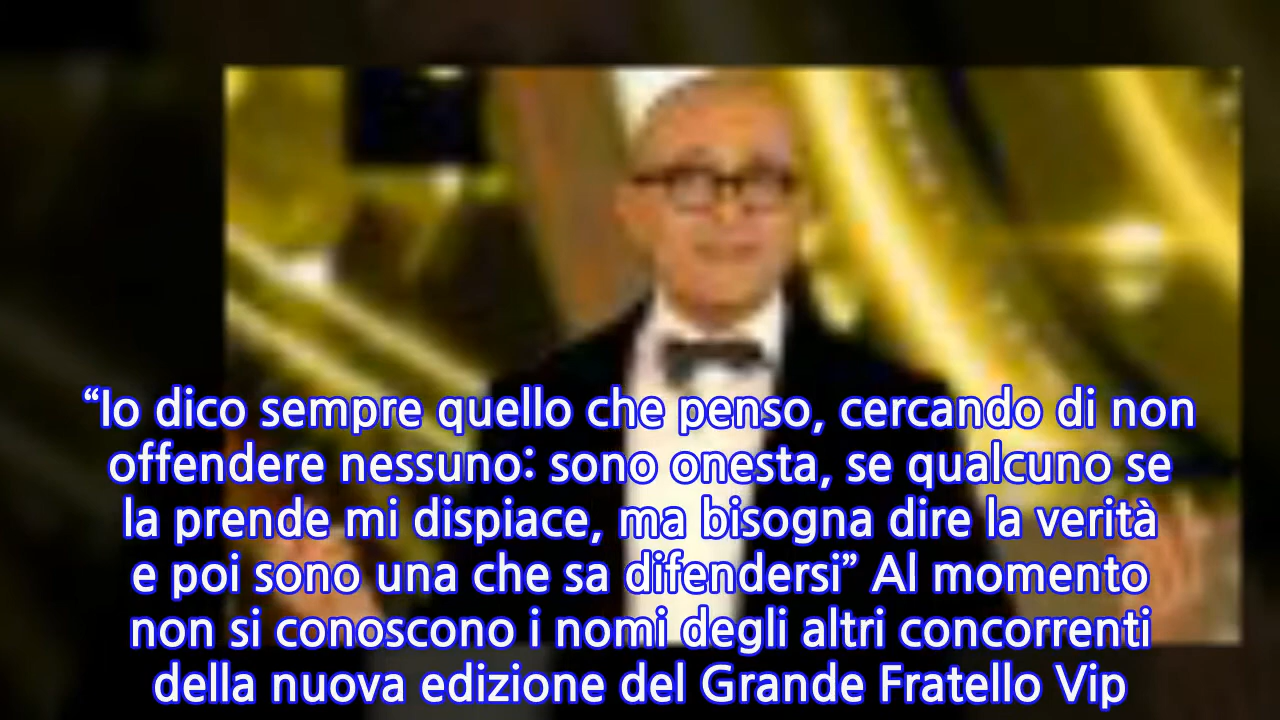 “Io dico sempre quello che penso, cercando di non
offendere nessuno: sono onesta, se qualcuno se
la prende mi dispiace, ma bisogna dire la verità
e poi sono una che sa difendersi” Al momento
non si conoscono i nomi degli altri concorrenti
della nuova edizione del Grande Fratello Vip